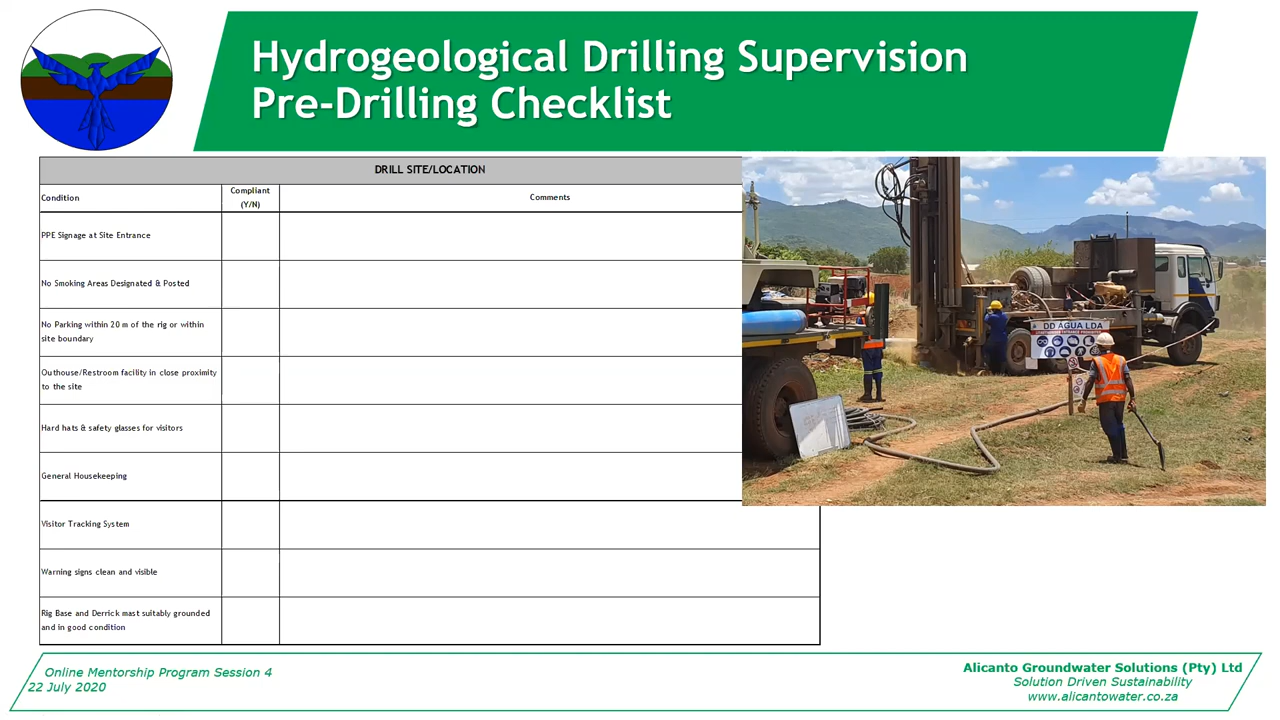 Hydrogeological Drilling Supervision
Pre-Drilling Checklist
DRILL SITE/LOCATION
Condition
Compliant
(Y/N)
Comments
PPE Signage at Site Entrance
No Smoking Areas Designated & Posted
No Parking within 20 m of the rig or within
site boundary
Outhouse/Restroom facility in close proximity
to the site
Hard hats & safety glasses for visitors
General Housekeeping
Visitor Tracking System
Warning signs clean and visible
Rig Base and Derrick mast suitably grounded
and in good condition
DD AGUA LDA
Online Mentorship Program Session 4
22 July 2020
Alicanto Groundwater Solutions (Pty) Ltd
Solution Driven Sustainability
www.alicantowater.co.za